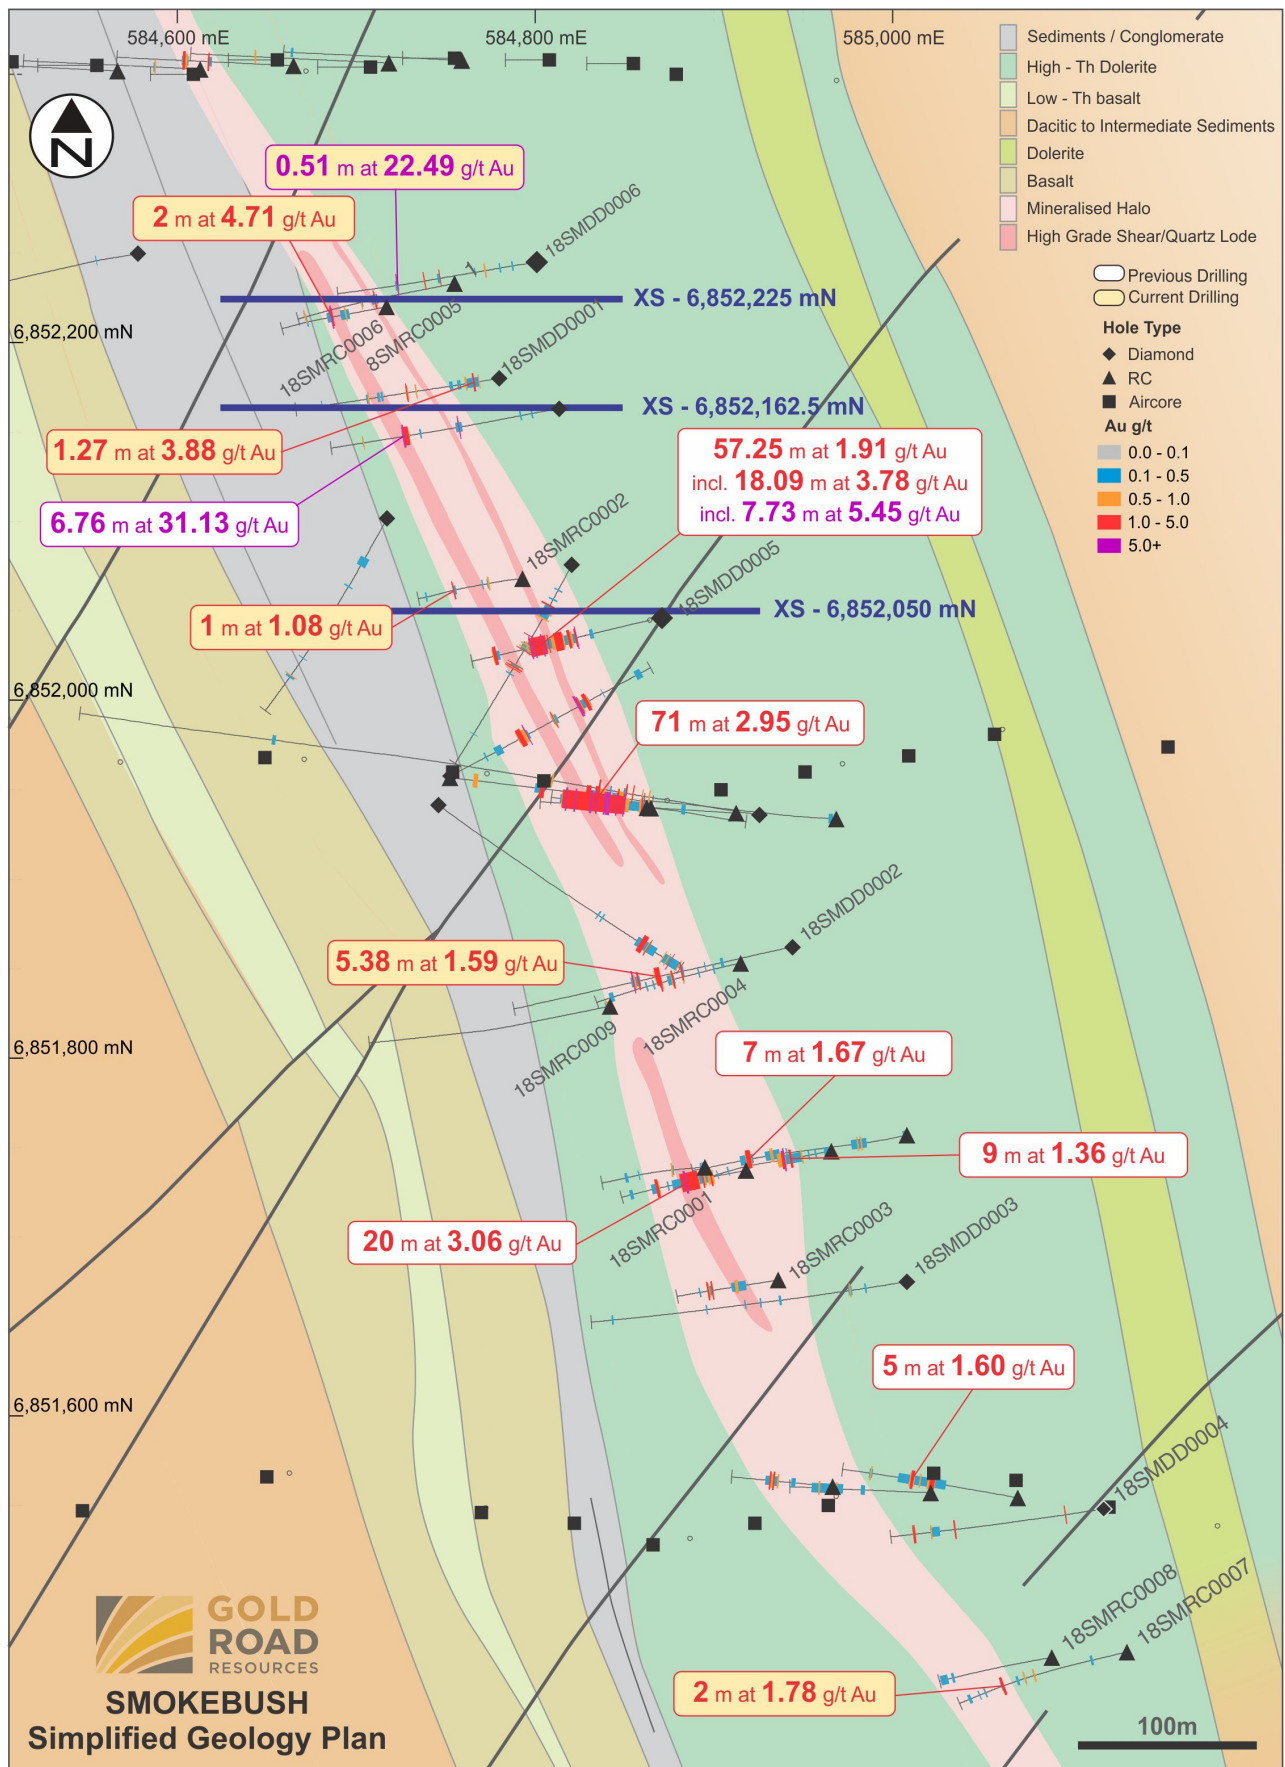 584,600 mE
584,800 mE
585,000 mE
Sediments / Conglomerate
High - Th Dolerite
Low - Th basalt
Dacitic to Intermediate Sediments
Dolerite
Basalt
Mineralised Halo
High Grade Shear/Quartz Lode
Previous Drilling
Current Drilling
Hole Type
Diamond
RC
Aircore
Au g/t
0.0 - 0.1
0.1 - 0.5
0.5 - 1.0
1.0 - 5.0
5.0+
N
0.51 m at 22.49 g/t Au
2 m at 4.71 g/t Au
18SMDD0006
1
XS - 6,852,225 mN
6,852,200 mN
18SMRC0006
8SMRC0005
18SMDD0001
XS - 6,852,162.5 mN
1.27 m at 3.88 g/t Au
57.25 m at 1.91 g/t Au
incl. 18.09 m at 3.78 g/t Au
incl. 7.73 m at 5.45 g/t Au
6.76 m at 31.13 g/t Au
18SMRC0002
18SMDD0005
XS - 6,852,050 mN
1 m at 1.08 g/t Au
6,852,000 mN
71 m at 2.95 g/t Au
18SMDD0002
5.38 m at 1.59 g/t Au
18SMRC0004
18SMRC0009
6,851,800 mN
7 m at 1.67 g/t Au
9 m at 1.36 g/t Au
20 m at 3.06 g/t Au
18SMRC0001
18SMRC0003
18SMDD0003
5 m at 1.60 g/t Au
6,851,600 mN
18SMDD0004
18SMRC0008
18SMRC0007
2 m at 1.78 g/t Au
GOLD
ROAD
RESOURCES
SMOKEBUSH
Simplified Geology Plan
100m